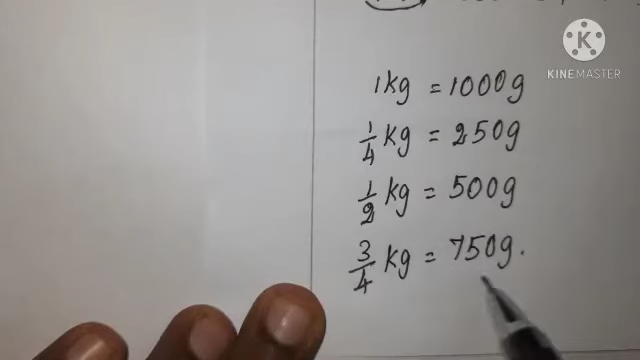 KINEMASTER
1kg = 1000g
1/4 kg = 250g
1/2 kg = 500g
3/4 kg = 750g.